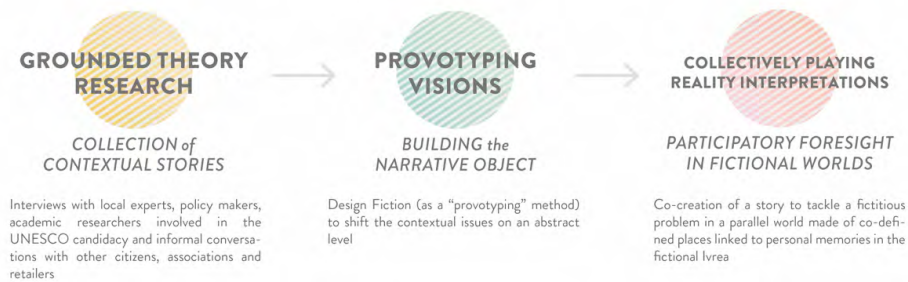 GROUNDED THEORY
RESEARCH
COLLECTION of
CONTEXTUAL STORIES
Interviews with local experts, policy makers,
academic researchers involved in the
UNESCO candidacy and informal conversa-
tions with other citizens, associations and
retailers
PROVOTYPING
VISIONS
BUILDING the
NARRATIVE OBJECT
Design Fiction (as a “provotyping” method)
to shift the contextual issues on an abstract
level
COLLECTIVELY PLAYING
REALITY INTERPRETATIONS
PARTICIPATORY FORESIGHT
IN FICTIONAL WORLDS
Co-creation of a story to tackle a fictitious
problem in a parallel world made of co-defi-
ned places linked to personal memories in the
fictional Ivrea